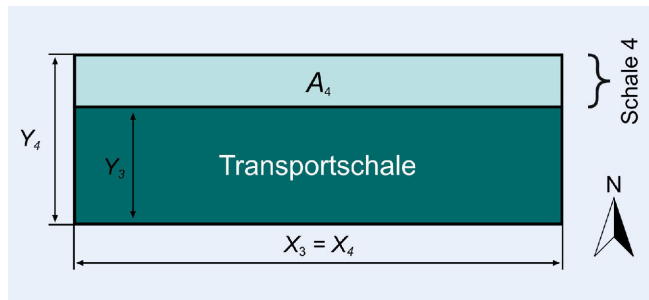 A₄
Schale 4
Y₄
Y₃
Transportschale
N
X₃ = X₄